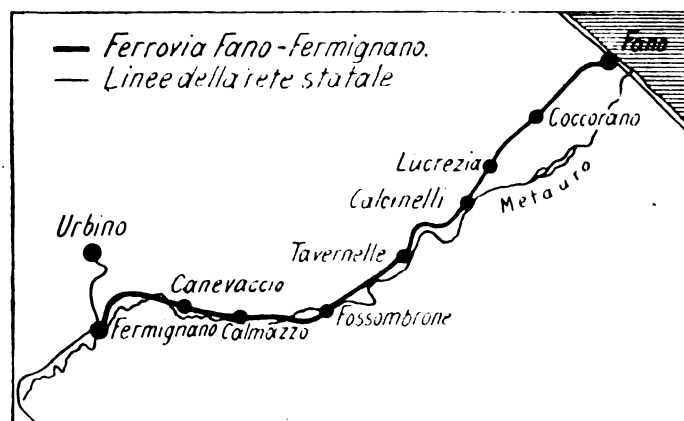 Ferrovia Fano-Fermignano.
Linee della rete statale
Fano
Coccorano
Lucrezia
Metauro
Calcinelli
Urbino
Tavernelle
Canevaccio
Fossombrone
Fermignano
Calmazzo